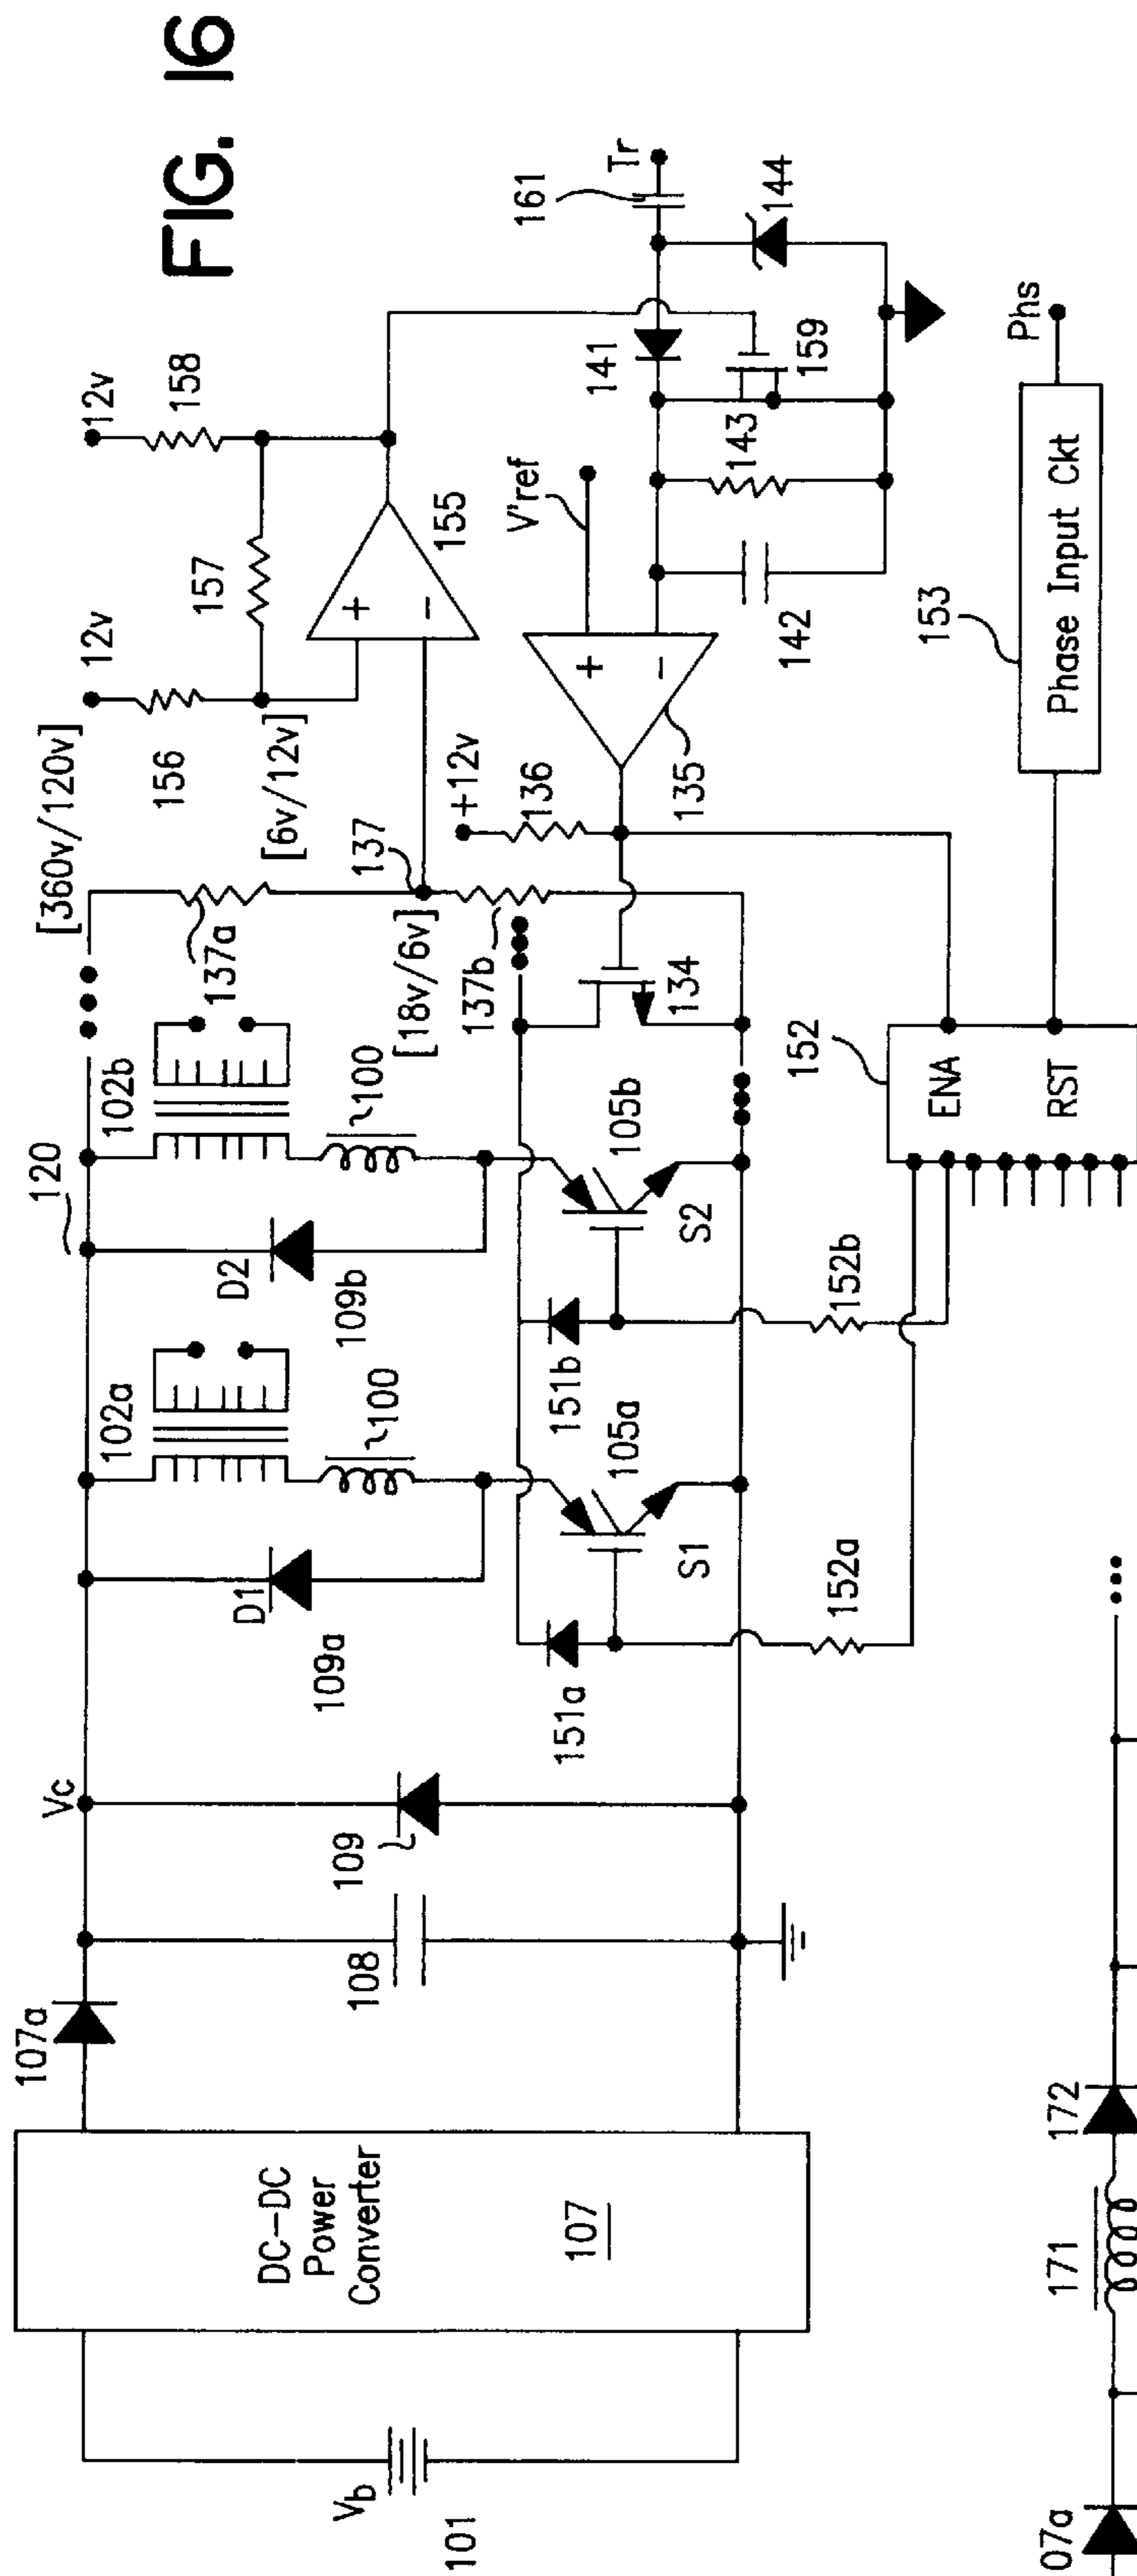 FIG. 16
[360v/120v]
12v
12v
158
157
156
155
[6v/12v]
137
137a
[18v/6v]
137b
+12v
136
135
V'ref
142
143
141
159
161
Tr
144
134
120
102b
100
D2
109b
105b
S2
151b
152b
102a
100
D1
109a
105a
S1
151a
152a
Vc
109
108
107a
DC-DC
Power
Converter
107
Vb
101
152
ENA
RST
153
Phase Input Ckt
Phs
171
172
07a